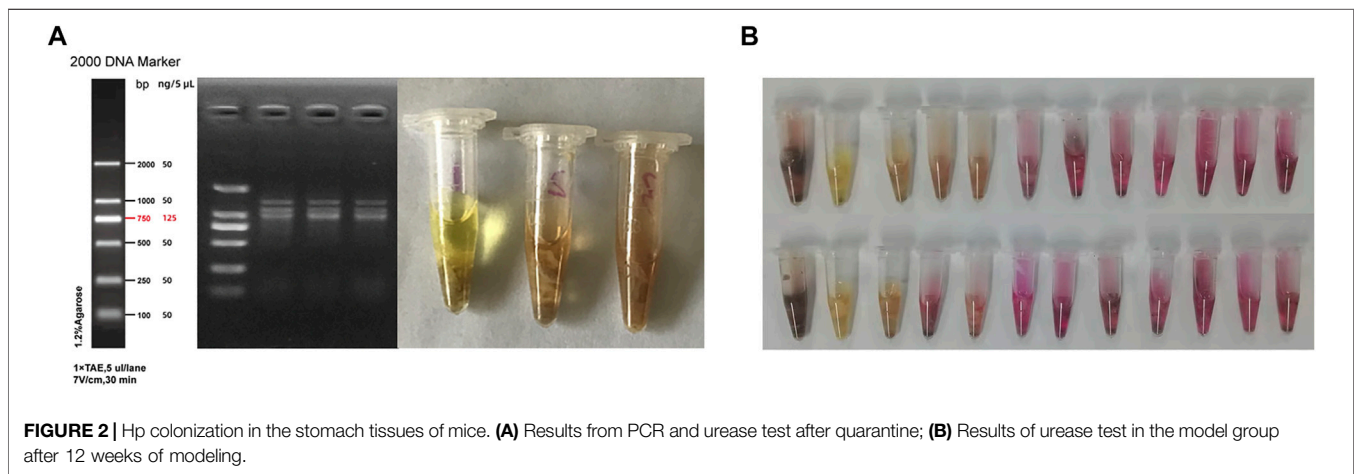 A
B
2000 DNA Marker
bp ng/5 μL
2000 50
1000 50
750 125
500 50
250 50
100 50
1.2%Agarose
1×TAE,5 ul/lane
7V/cm,30 min
FIGURE 2 | Hp colonization in the stomach tissues of mice. (A) Results from PCR and urease test after quarantine; (B) Results of urease test in the model group
after 12 weeks of modeling.